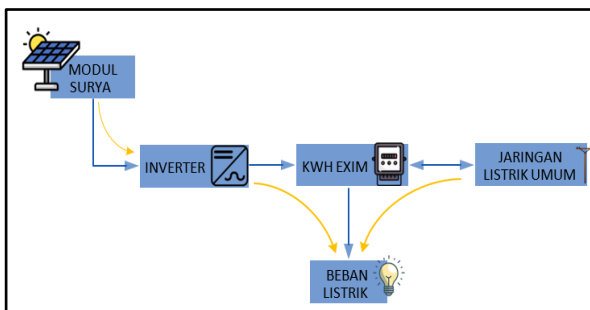 MODUL
SURYA
INVERTER
KWH EXIM
JARINGAN
LISTRIK UMUM
BEBAN
LISTRIK